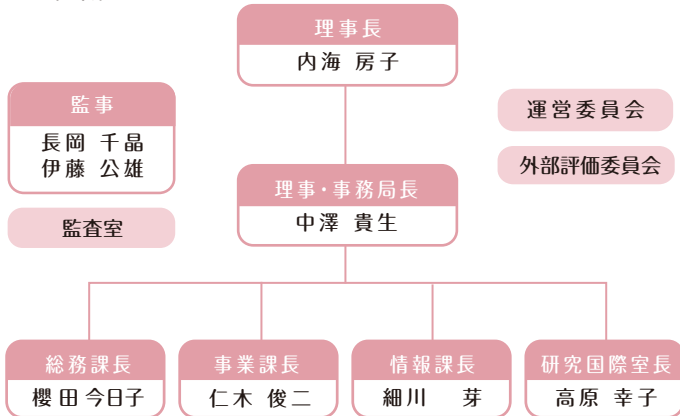 理事長
内海 房子
監事
長岡 千晶
伊藤 公雄
監査室
運営委員会
外部評価委員会
理事・事務局長
中澤 貴生
総務課長
櫻田今日子
事業課長
仁木 俊二
情報課長
細川 芽
研究国際室長
高原 幸子